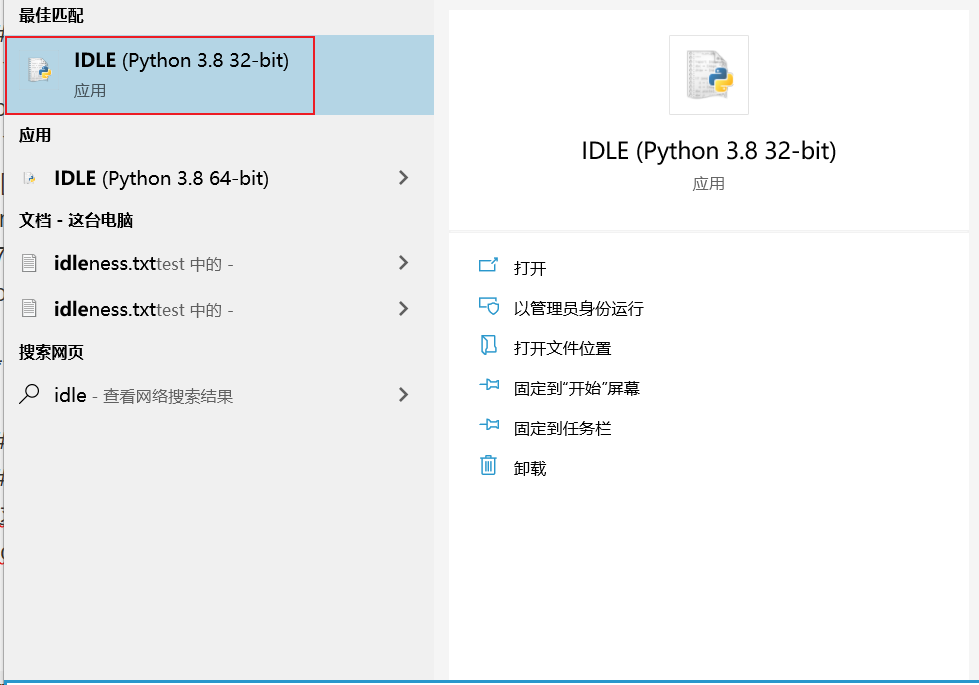 最佳匹配
IDLE (Python 3.8 32-bit)
应用
应用
IDLE (Python 3.8 64-bit)
文档 - 这台电脑
idleness.txttest 中的 -
idleness.txttest 中的 -
搜索网页
idle - 查看网络搜索结果
IDLE (Python 3.8 32-bit)
应用
打开
以管理员身份运行
打开文件位置
固定到"开始"屏幕
固定到任务栏
卸载